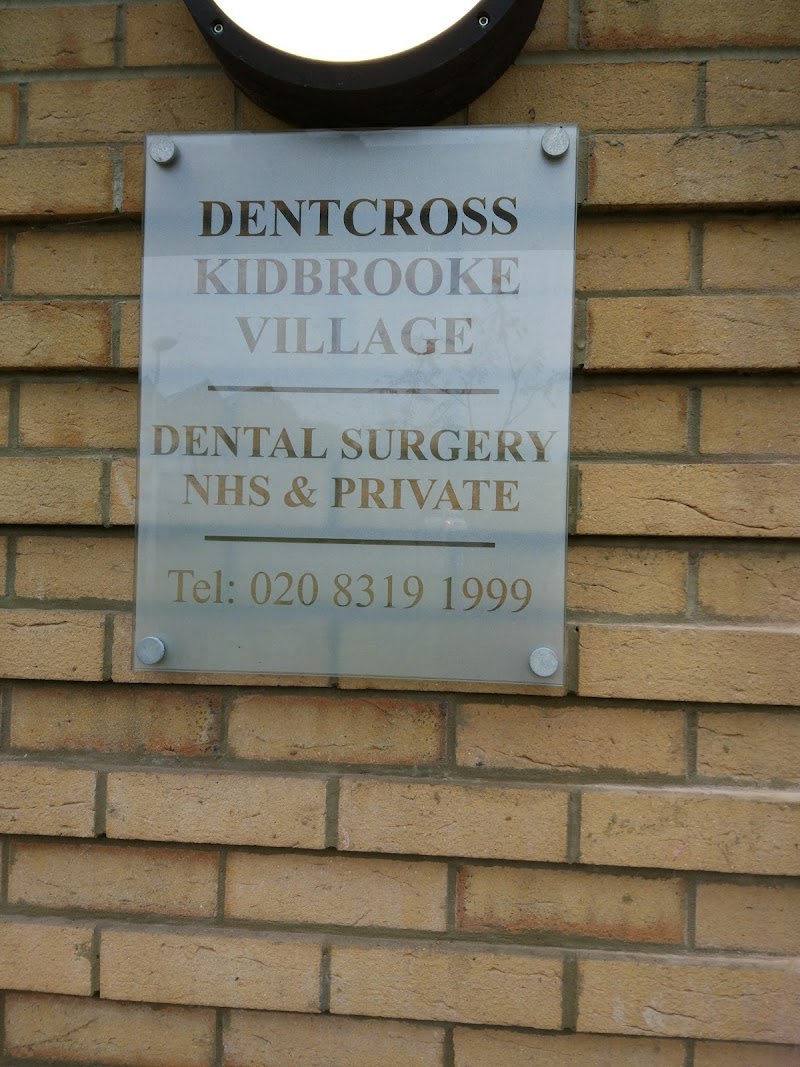 DENTCROSS
KIDBROOKE
VILLAGE
DENTAL SURGERY
NHS & PRIVATE
Tel: 020 8319 1999